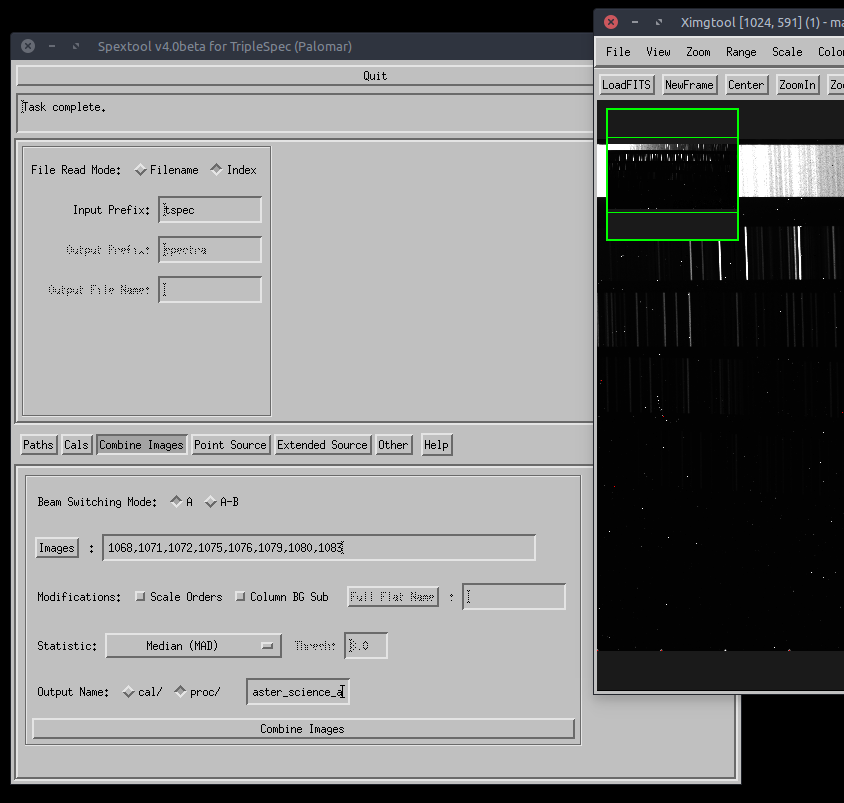 Spextool v4.0beta for TripleSpec (Palomar)
Quit
Task complete.
File Read Mode: Filename Index
Input Prefix: tspec
Output Prefix: spectra
Output File Name:
Paths Cals Combine Images Point Source Extended Source Other Help
Beam Switching Mode: A A-B
Images : 1068,1071,1072,1075,1076,1079,1080,1083
Modifications: Scale Orders Column BG Sub Full Flat Name :
Statistic: Median (MAD) Thresh: .0
Output Name: cal/ proc/ aster_science_a
Combine Images
Ximgtool [1024, 591] (1) - ma
File View Zoom Range Scale Color
LoadFITS NewFrame Center ZoomIn Zoo